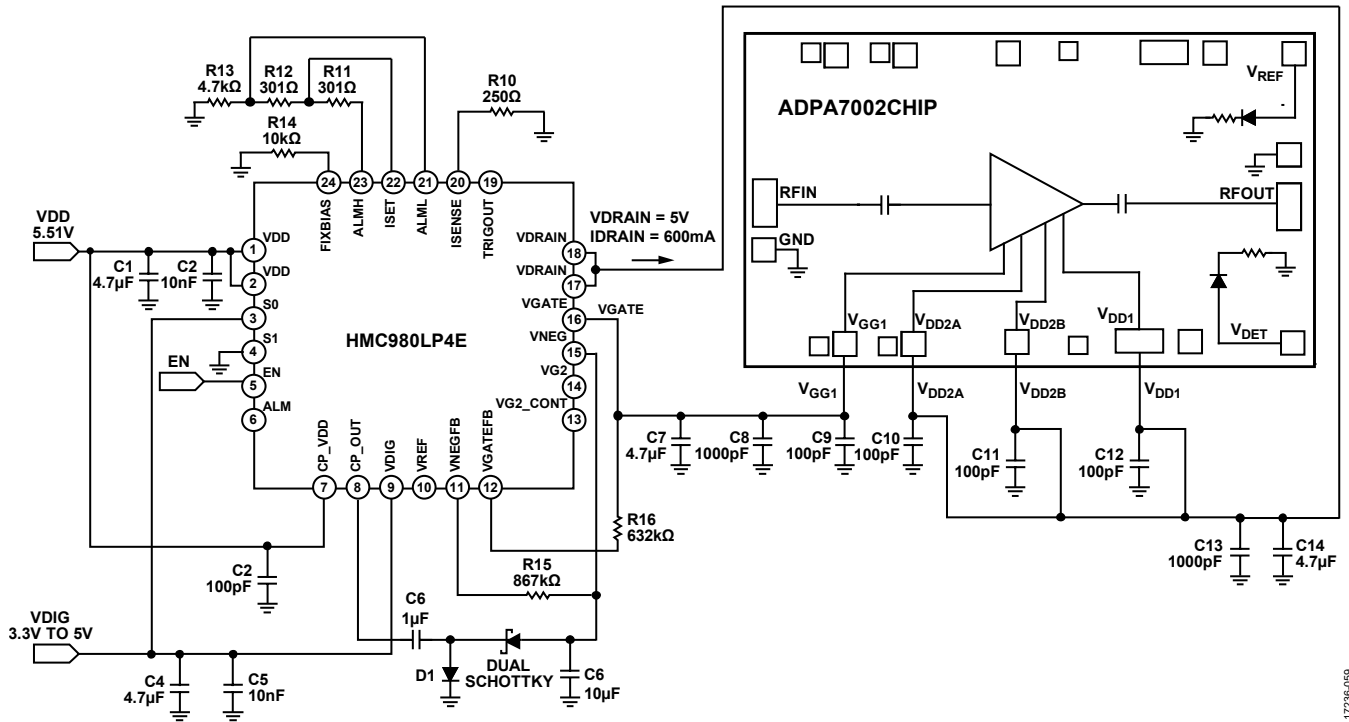 R13
4.7kΩ
R12
301Ω
R11
301Ω
R10
250Ω
R14
10kΩ
24
23
22
21
20
19
FIXBIAS
ALMH
ISET
ALML
ISENSE
TRIGOUT
VDD
5.51V
C1
4.7µF
C2
10nF
1
VDD
2
VDD
3
S0
4
S1
EN
5
EN
6
ALM
HMC980LP4E
VDRAIN
18
VDRAIN
17
VGATE
16
VNEG
15
VG2
14
VG2_CONT
13
VDRAIN = 5V
IDRAIN = 600mA
VGATE
CP_VDD
CP_OUT
VDIG
VREF
VNEGFB
VGATEFB
7
8
9
10
11
12
C2
100pF
VDIG
3.3V TO 5V
C4
4.7µF
C5
10nF
C6
1µF
D1
DUAL
SCHOTTKY
C6
10µF
R15
867kΩ
R16
632kΩ
ADPA7002CHIP
VREF
RFIN
RFOUT
GND
VGG1
VDD2A
VDD2B
VDD1
VDET
VGG1
VDD2A
VDD2B
VDD1
C7
4.7µF
C8
1000pF
C9
100pF
C10
100pF
C11
100pF
C12
100pF
C13
1000pF
C14
4.7µF
17236-059